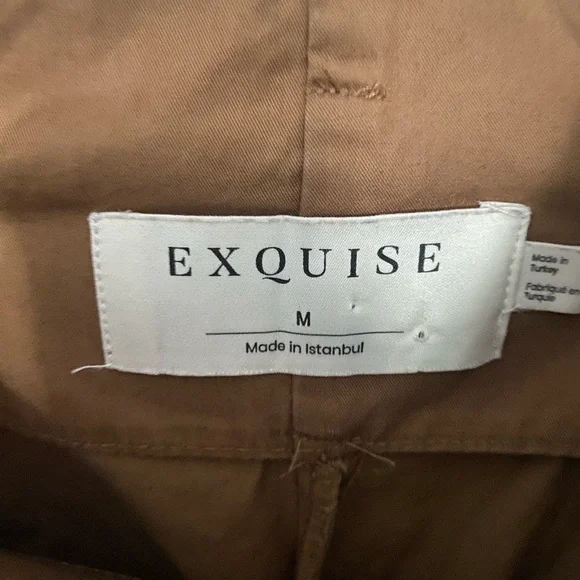 EXQUISE
M
Made in Istanbul
Made in
Turkey
Fabriqué en
Turquie